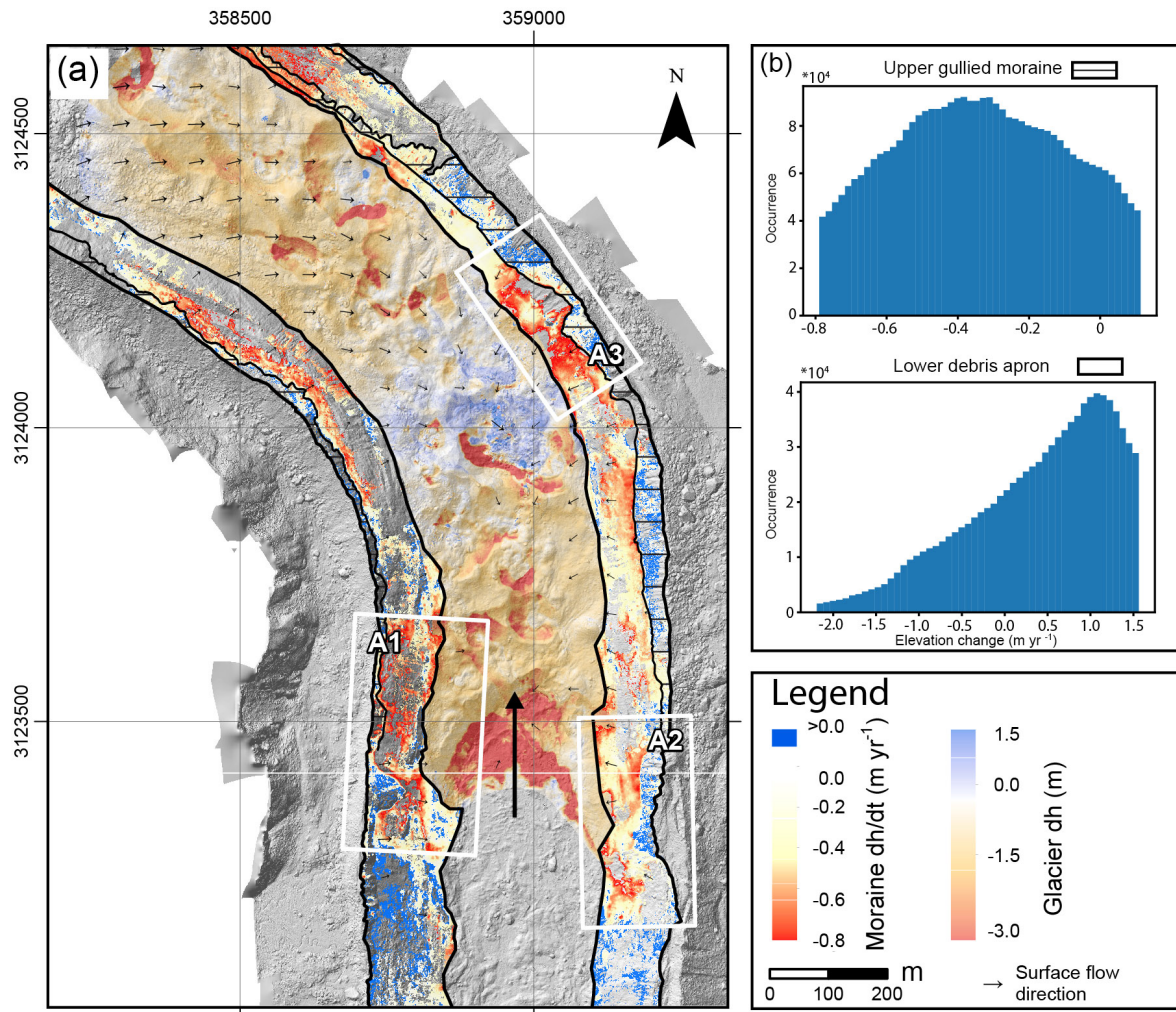 358500
359000
(a)
N
3124500
3124000
3123500
A3
A1
A2
(b)
Upper gullied moraine
*10⁴
8
6
4
2
0
Occurrence
-0.8
-0.6
-0.4
-0.2
0
Lower debris apron
*10⁴
4
3
2
1
0
Occurrence
-2.0
-1.5
-1.0
-0.5
0.0
0.5
1.0
1.5
Elevation change (m yr ⁻¹)
Legend
>0.0
0.0
-0.2
-0.4
-0.6
-0.8
Moraine dh/dt (m yr⁻¹)
1.5
0.0
-1.5
-3.0
Glacier dh (m)
m
0 100 200
→ Surface flow
direction